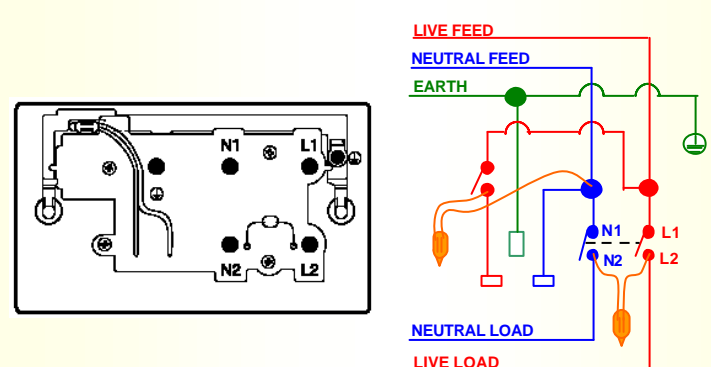 LIVE FEED
NEUTRAL FEED
EARTH
N1 L1
N2 L2
N1 L1
N2 L2
NEUTRAL LOAD
LIVE LOAD